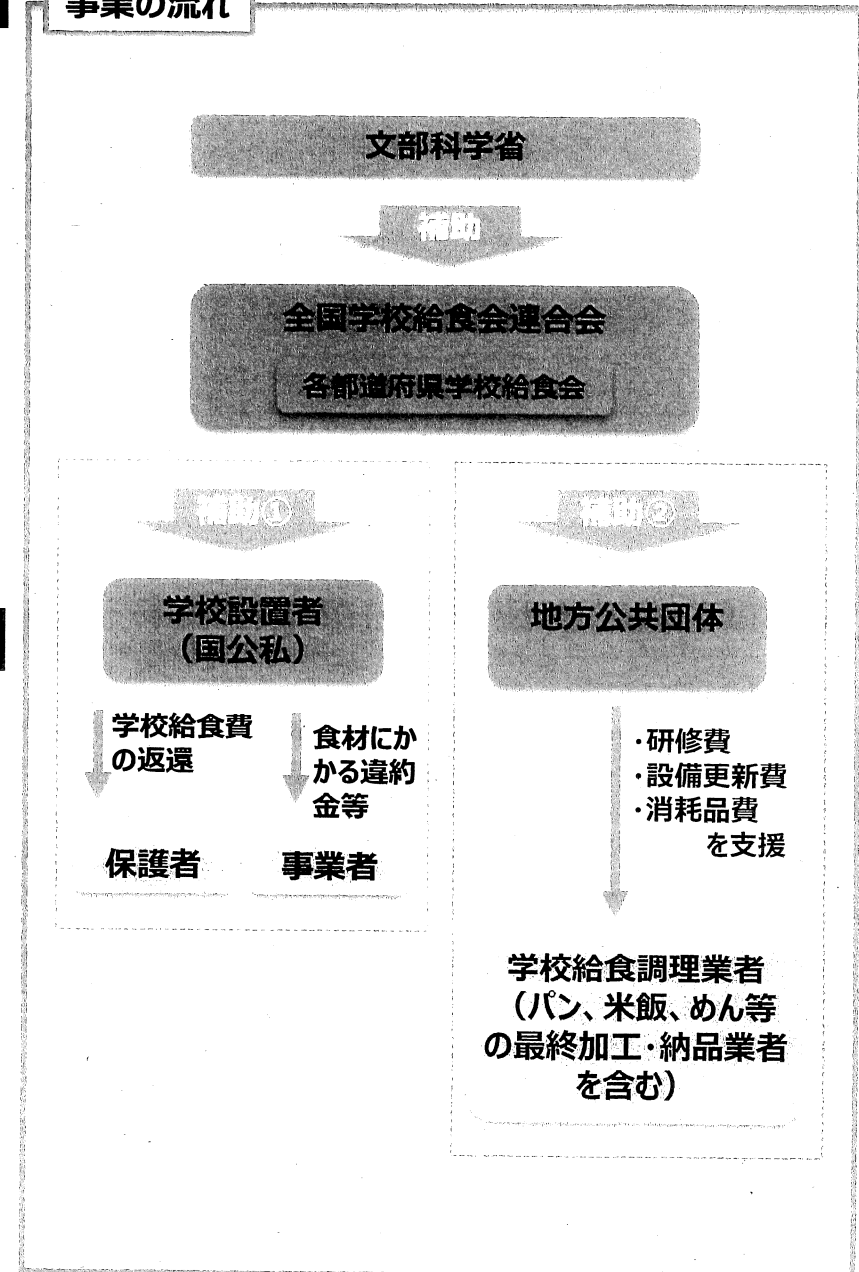 事業の流れ
文部科学省
補助
全国学校給食会連合会
各都道府県学校給食会
補助①
学校設置者
（国公私）
学校給食費
の返還
食材にか
かる違約
金等
保護者
事業者
補助②
地方公共団体
・研修費
・設備更新費
・消耗品費
を支援
学校給食調理業者
（パン、米飯、めん等
の最終加工・納品業者
を含む）